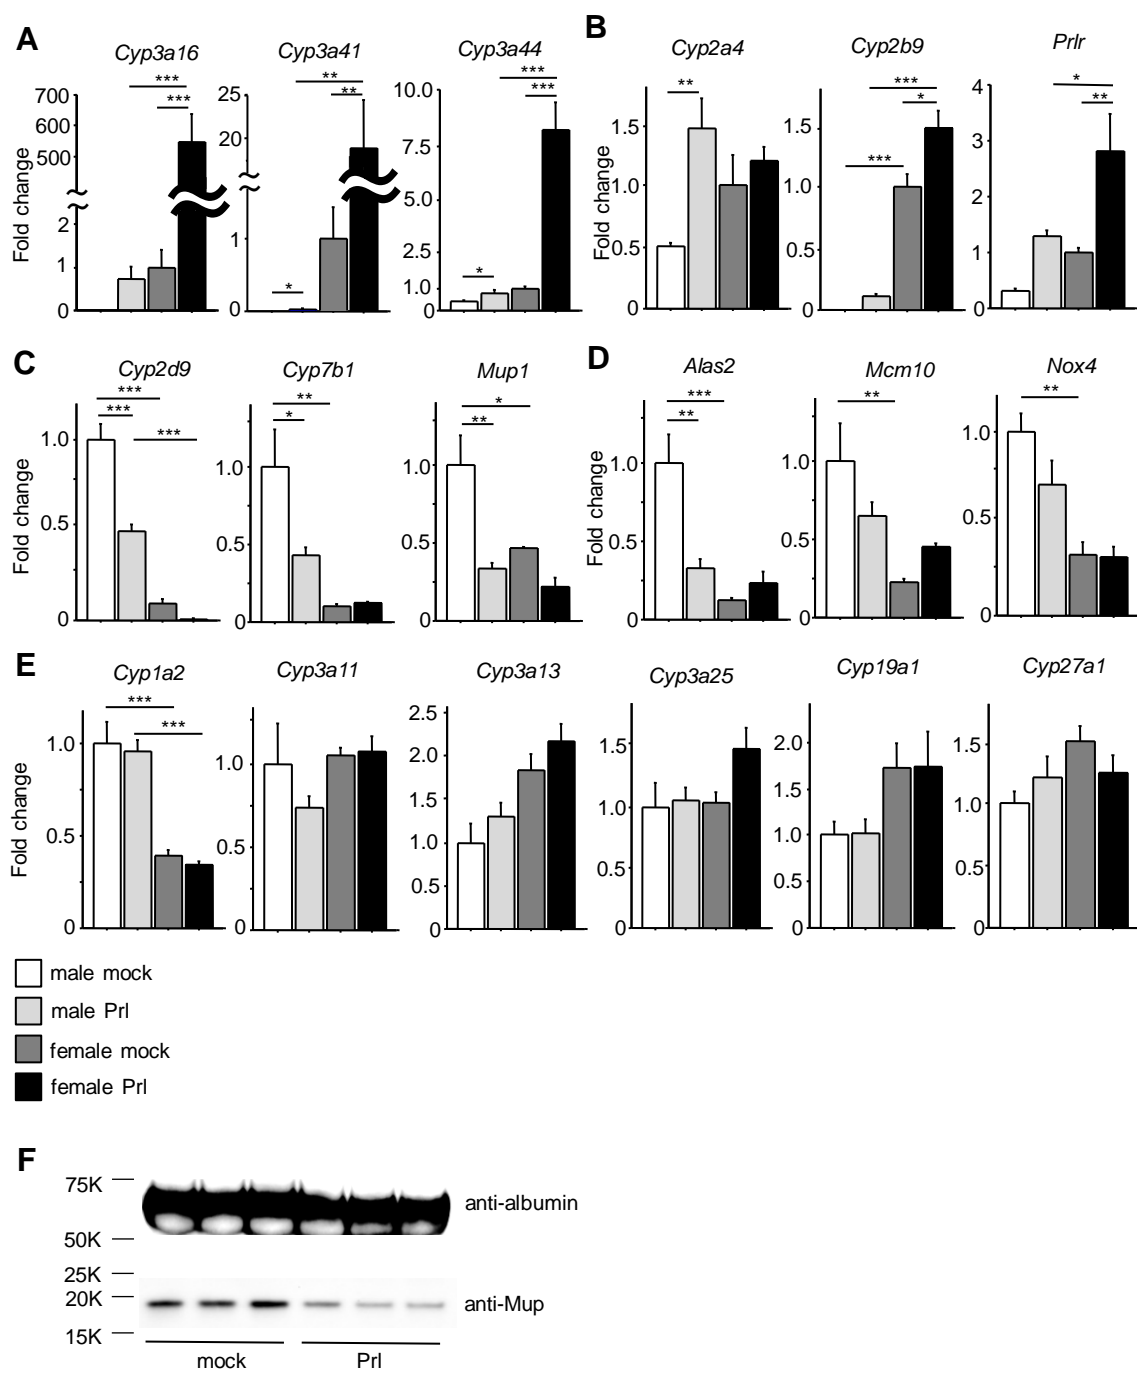 A
Cyp3a16
Cyp3a41
Cyp3a44
Fold change
700
600
500
2
1
0
***
***
25
20
1
0
**
**
*
10.0
7.5
5.0
2.5
1.0
0
***
***
*
B
Cyp2a4
Cyp2b9
Prlr
Fold change
1.5
1.0
0.5
0
**
1.5
1.0
0.5
0
***
*
***
4
3
2
1
0
*
**
C
Cyp2d9
Cyp7b1
Mup1
Fold change
1.0
0.5
0
***
***
***
1.0
0.5
0
**
*
1.0
0.5
0
*
**
D
Alas2
Mcm10
Nox4
Fold change
1.0
0.5
0
***
**
1.0
0.5
0
**
1.0
0.5
0
**
E
Cyp1a2
Cyp3a11
Cyp3a13
Cyp3a25
Cyp19a1
Cyp27a1
Fold change
1.0
0.5
0
***
***
1.0
0.5
0
2.5
2.0
1.5
1.0
0.5
0
1.5
1.0
0.5
0
2.0
1.0
0.5
0
1.5
1.0
0.5
0
male mock
male Prl
female mock
female Prl
F
75K
50K
25K
20K
15K
anti-albumin
anti-Mup
mock
Prl